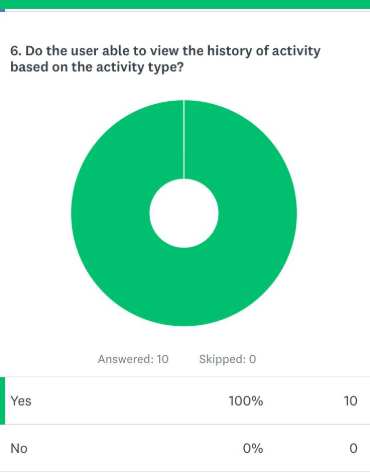 6. Do the user able to view the history of activity
based on the activity type?
Answered: 10 Skipped: 0
Yes 100% 10
No 0% 0